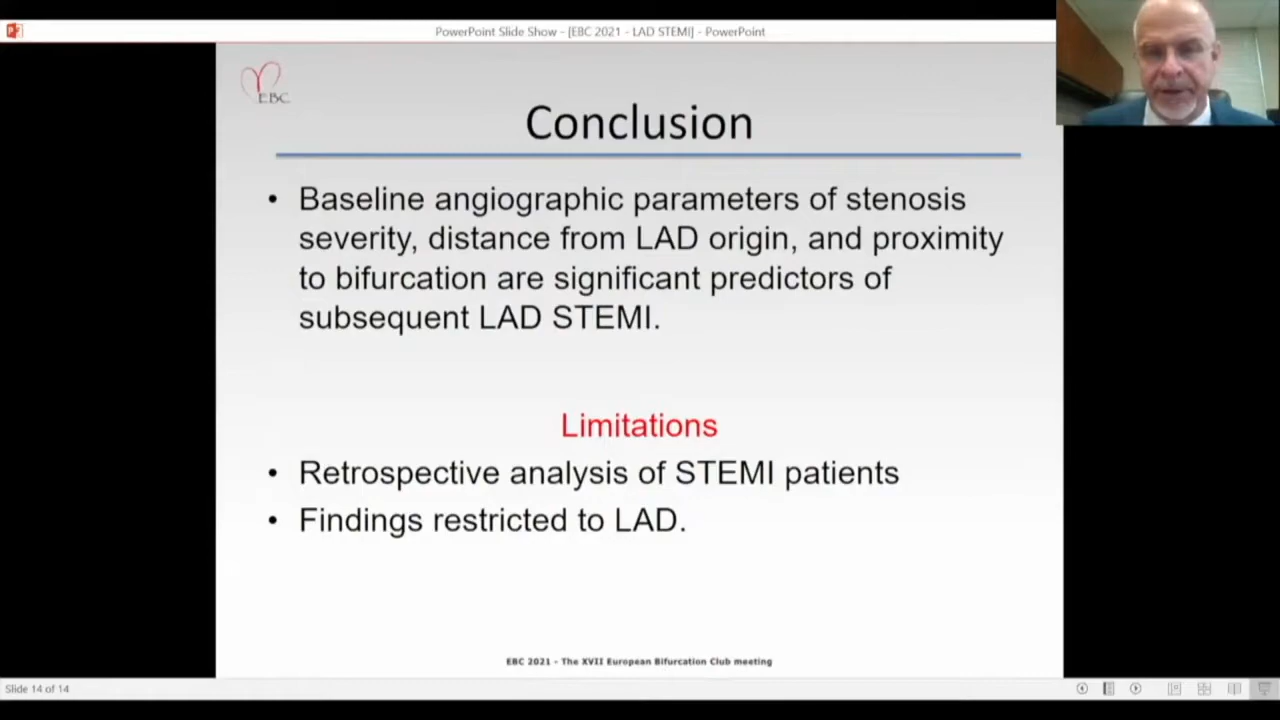 PowerPoint Slide Show - [EBC 2021 - LAD STEMI] - PowerPoint
EBC
Conclusion
• Baseline angiographic parameters of stenosis
severity, distance from LAD origin, and proximity
to bifurcation are significant predictors of
subsequent LAD STEMI.
Limitations
• Retrospective analysis of STEMI patients
• Findings restricted to LAD.
EBC 2021 - The XVII European Bifurcation Club meeting
Slide 14 of 14